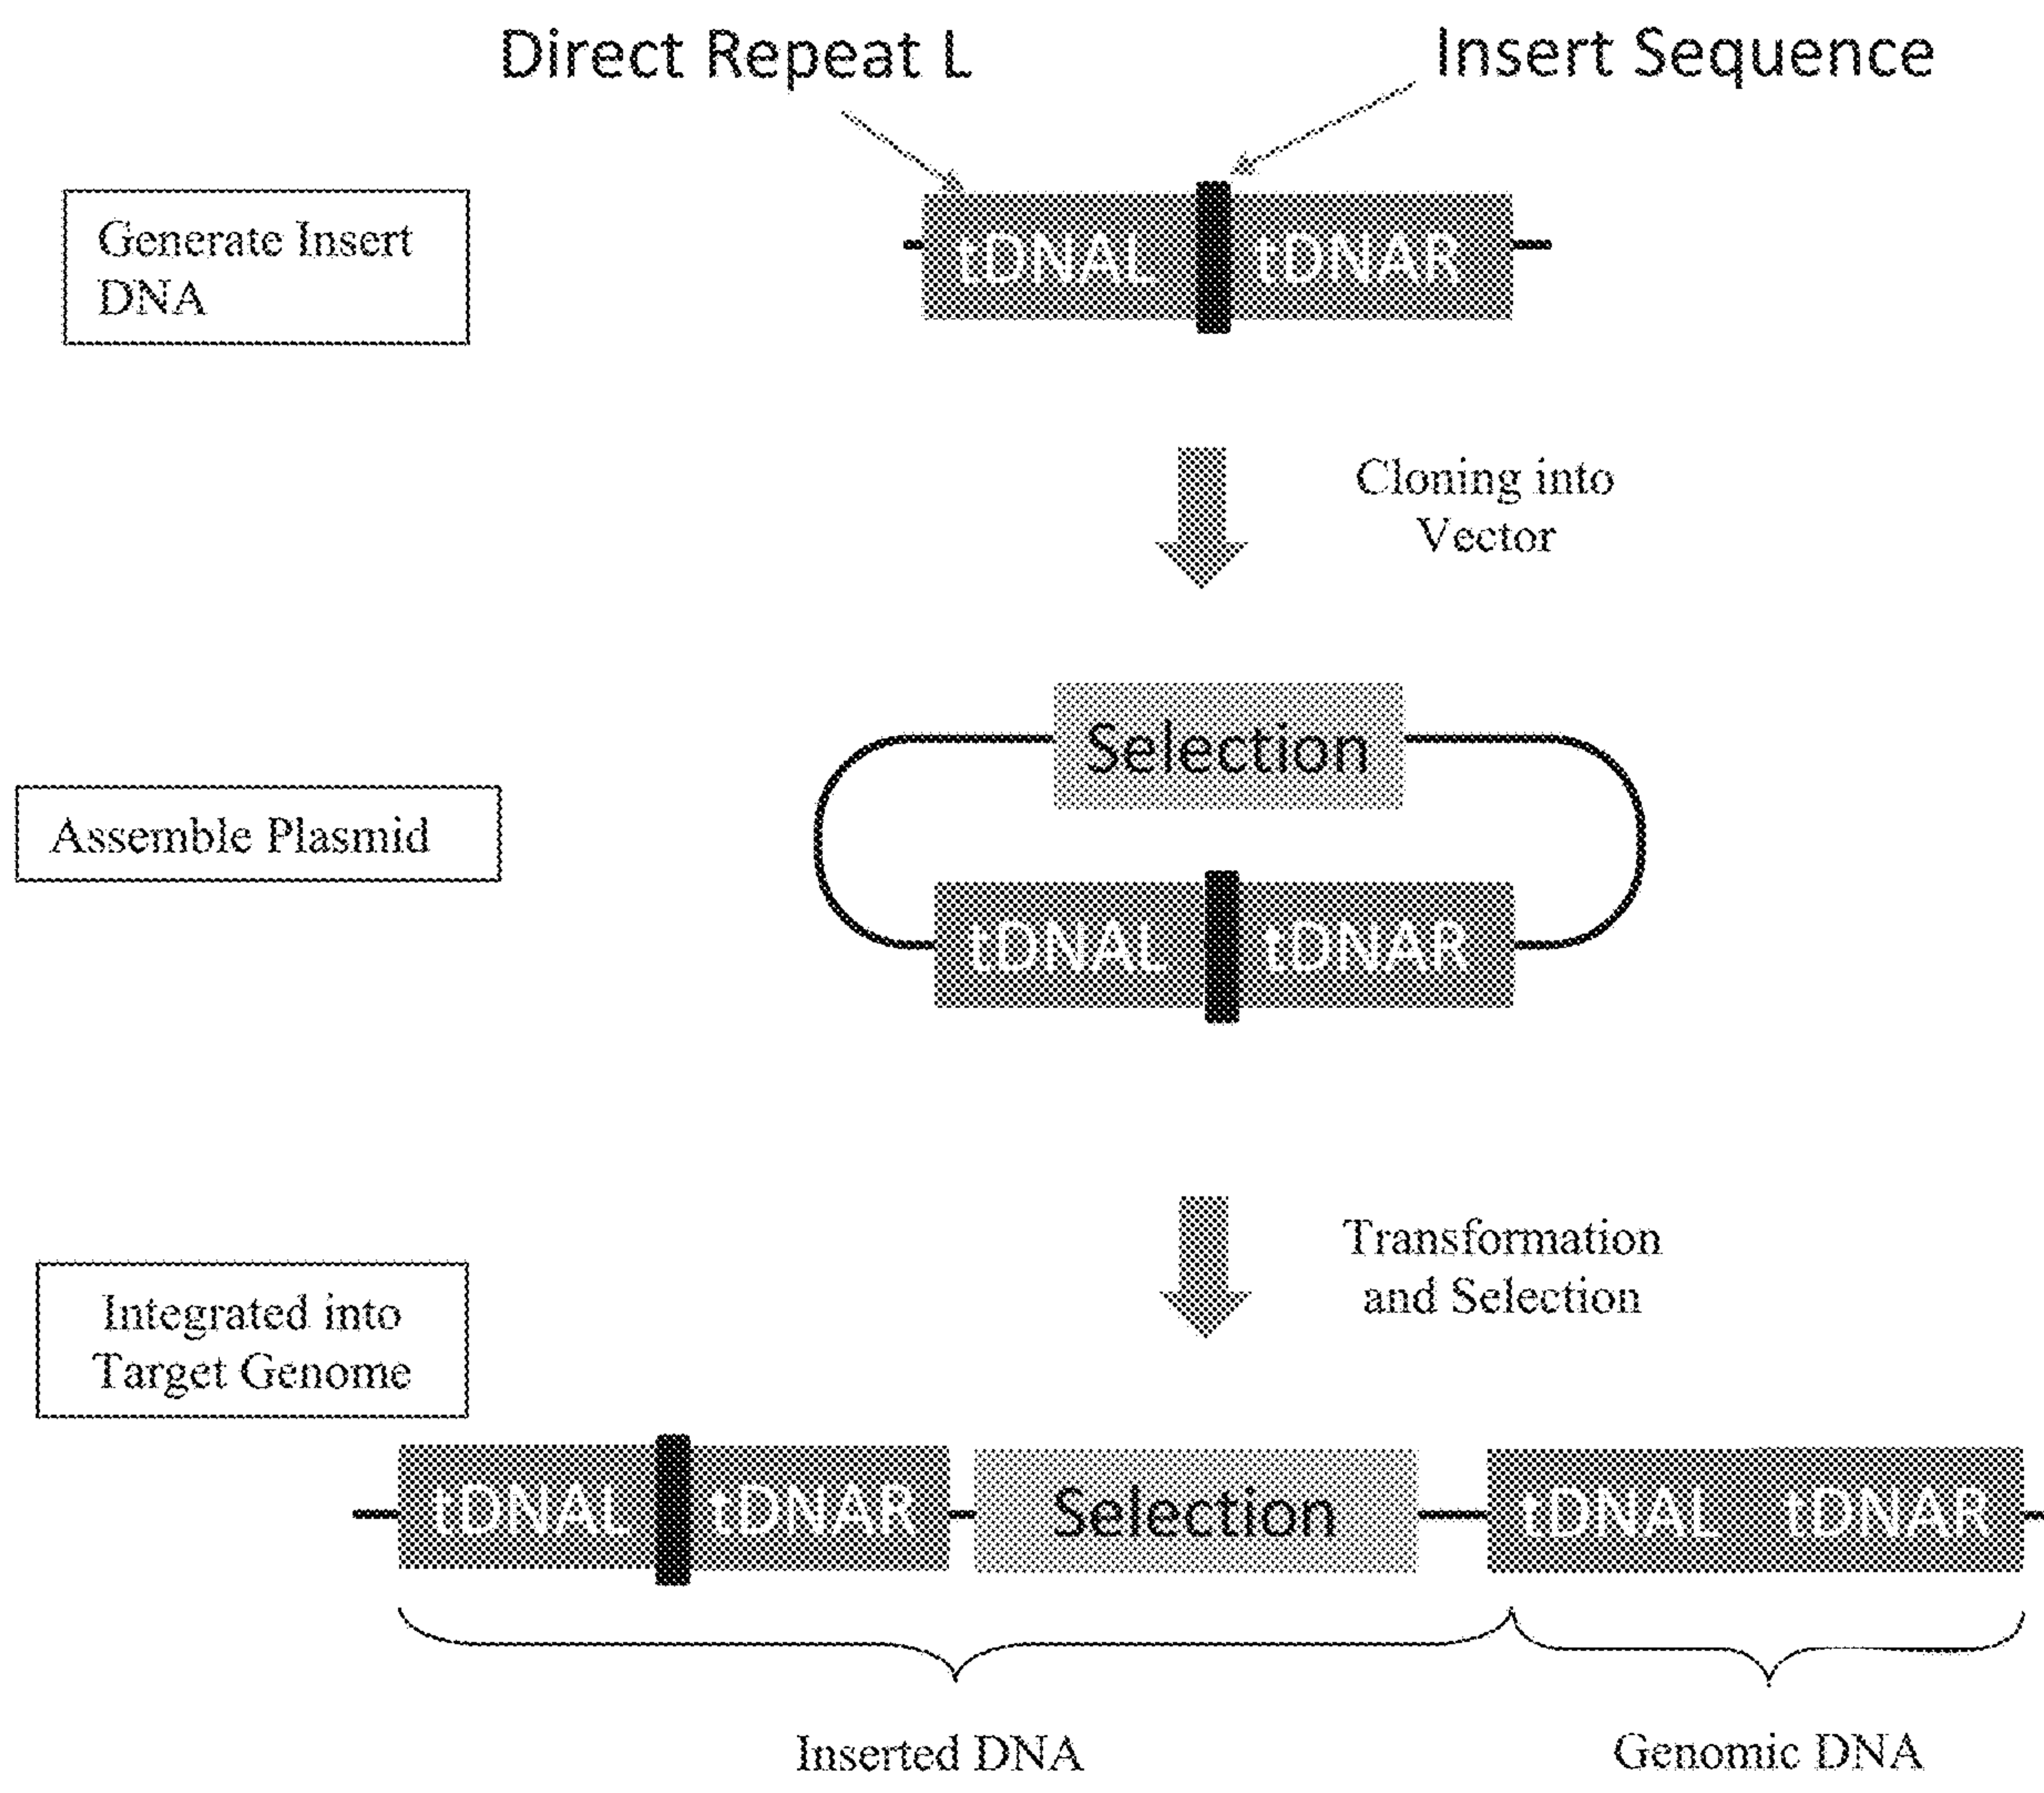 Direct Repeat L
Insert Sequence
Generate Insert
DNA
tDNAL
tDNAR
Cloning into
Vector
Selection
Assemble Plasmid
tDNAL
tDNAR
Transformation
and Selection
Integrated into
Target Genome
tDNAL
tDNAR
Selection
tDNAL
tDNAR
Inserted DNA
Genomic DNA